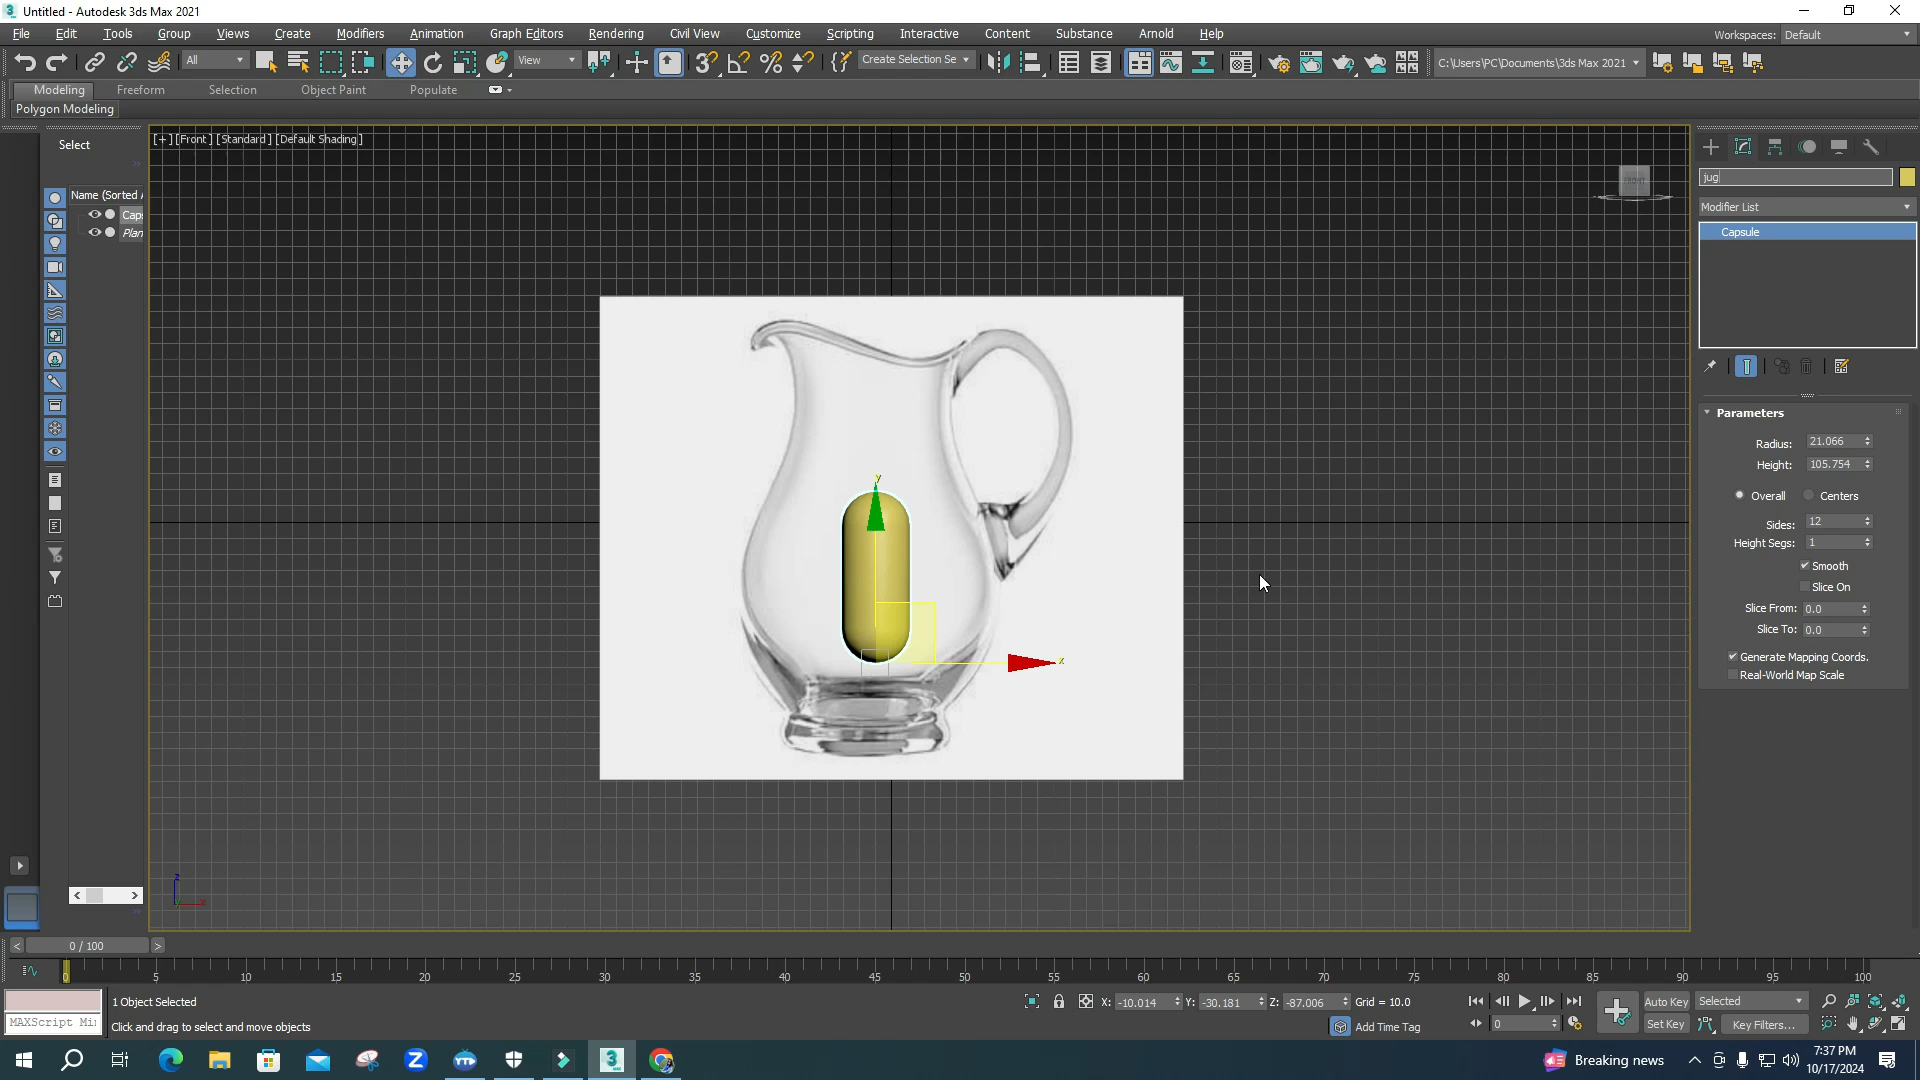 Untitled - Autodesk 3ds Max 2021
File Edit Tools Group Views Create Modifiers Animation Graph Editors Rendering Civil View Customize Scripting Interactive Content Substance Arnold Help
Workspaces: Default
All View Create Selection Se C:\Users\PC\Documents\3ds Max 2021
Modeling Freeform Selection Object Paint Populate
Polygon Modeling
Select
[+] [Front] [Standard] [Default Shading]
FRONT
Name (Sorted A
Caps
Plan
jug
Modifier List
Capsule
Parameters
Radius: 21.066
Height: 105.754
Overall Centers
Sides: 12
Height Segs: 1
Smooth
Slice On
Slice From: 0.0
Slice To: 0.0
Generate Mapping Coords.
Real-World Map Scale
y
x
z
x
0 / 100
0 5 10 15 20 25 30 35 40 45 50 55 60 65 70 75 80 85 90 95 100
1 Object Selected
X: -10.014 Y: -30.181 Z: -87.006 Grid = 10.0
Auto Key Selected
MAXScript Mi
Click and drag to select and move objects
Add Time Tag
0
Set Key Key Filters...
Breaking news
7:37 PM
10/17/2024